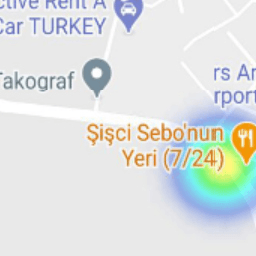 ctive Rent A
Car TURKEY
Takograf
rs A
rport
Şişci Sebo'nun
Yeri (7/24)